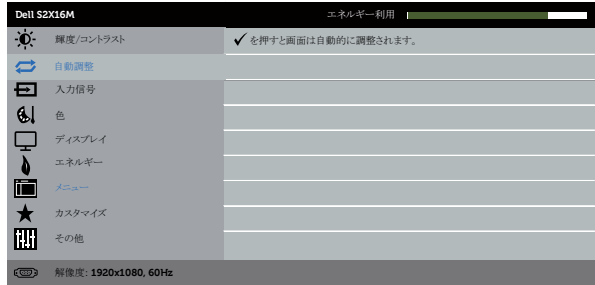 Dell S2X16M エネルギー利用
輝度/コントラスト ✓ を押すと画面は自動的に調整されます。
自動調整
入力信号
色
ディスプレイ
エネルギー
メニュー
カスタマイズ
その他
解像度: 1920x1080, 60Hz